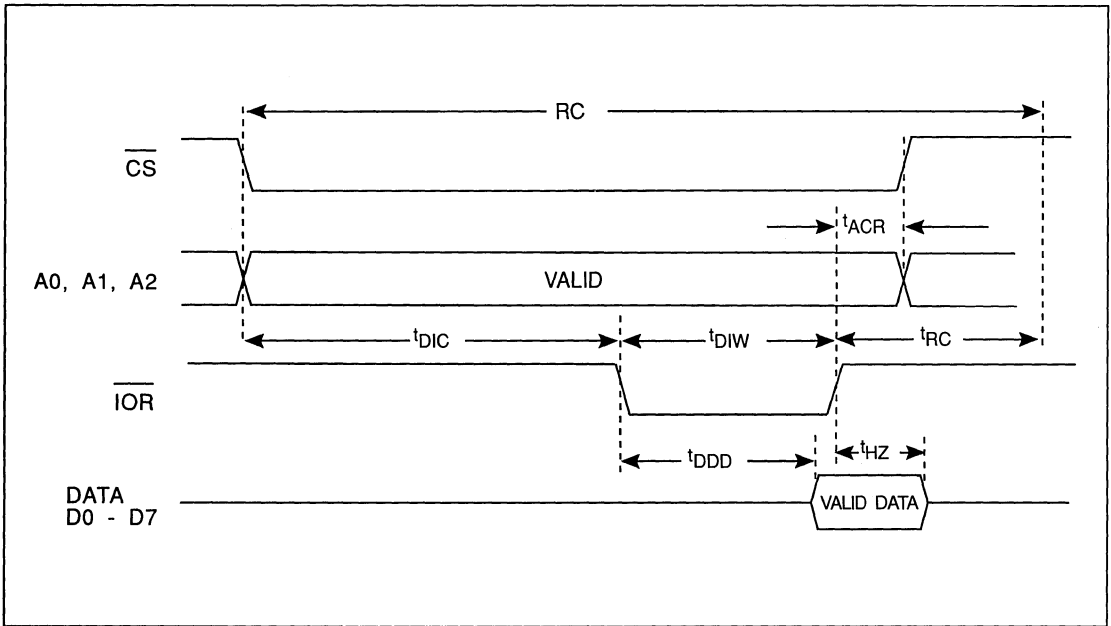 RC
CS
tACR
A0, A1, A2
VALID
tDIC
tDIW
tRC
IOR
tDDD
tHZ
DATA
D0 - D7
VALID DATA